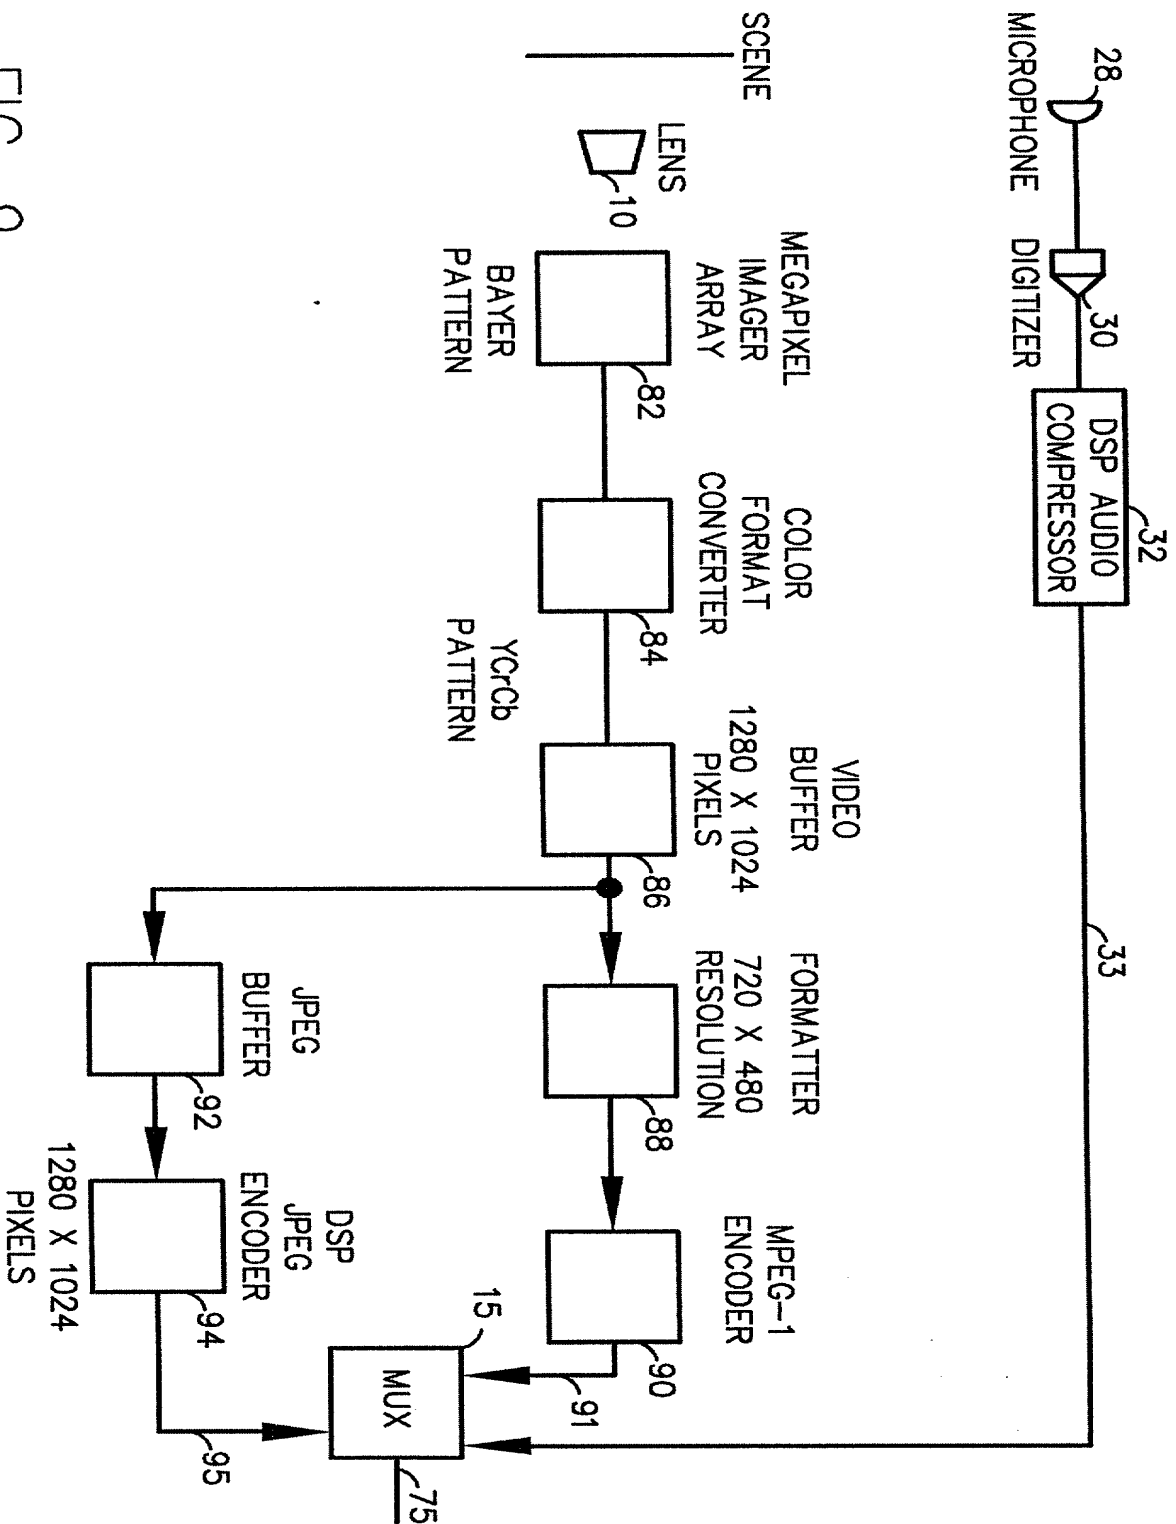 28
MICROPHONE
30
DIGITIZER
32
DSP AUDIO
COMPRESSOR
33
SCENE
LENS
10
MEGAPIXEL
IMAGER
ARRAY
82
BAYER
PATTERN
COLOR
FORMAT
CONVERTER
84
YCrCb
PATTERN
VIDEO
BUFFER
1280 X 1024
PIXELS
86
FORMATTER
720 X 480
RESOLUTION
88
MPEG-1
ENCODER
90
91
JPEG
BUFFER
92
DSP
JPEG
ENCODER
94
1280 X 1024
PIXELS
95
15
MUX
75
FIG.